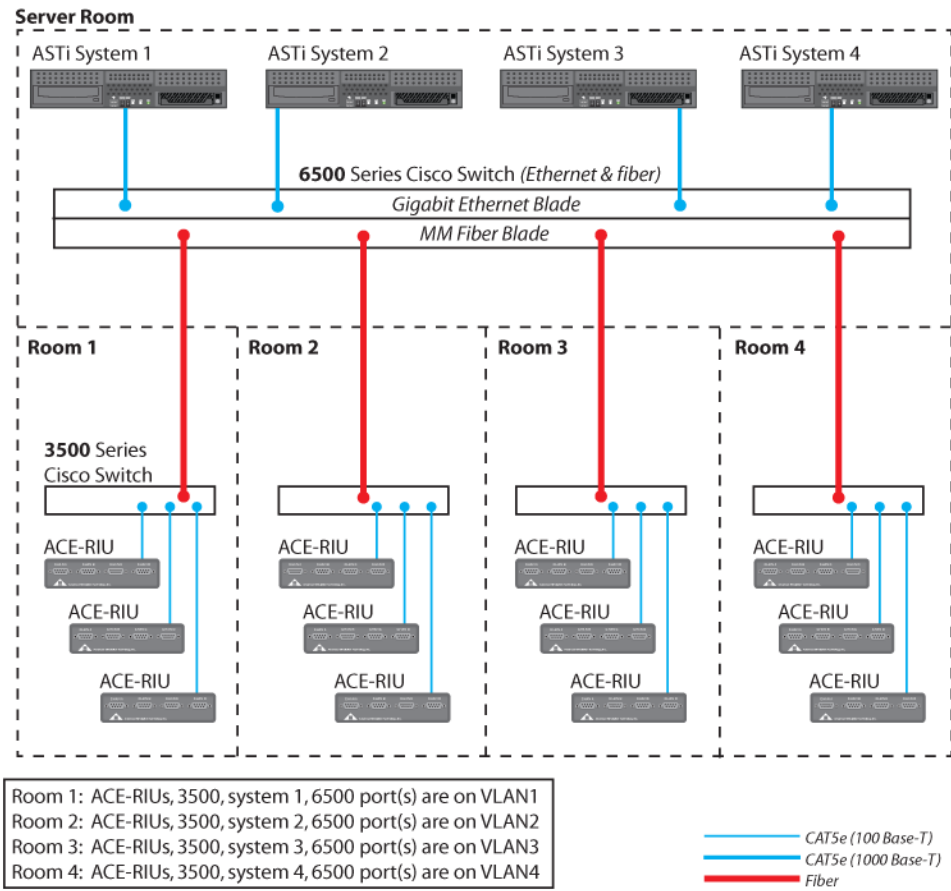 Server Room
ASTi System 1
ASTi System 2
ASTi System 3
ASTi System 4
6500 Series Cisco Switch (Ethernet & fiber)
Gigabit Ethernet Blade
MM Fiber Blade
Room 1
Room 2
Room 3
Room 4
3500 Series
Cisco Switch
ACE-RIU
ACE-RIU
ACE-RIU
ACE-RIU
ACE-RIU
ACE-RIU
ACE-RIU
ACE-RIU
ACE-RIU
ACE-RIU
ACE-RIU
ACE-RIU
Room 1: ACE-RIUs, 3500, system 1, 6500 port(s) are on VLAN1
Room 2: ACE-RIUs, 3500, system 2, 6500 port(s) are on VLAN2
Room 3: ACE-RIUs, 3500, system 3, 6500 port(s) are on VLAN3
Room 4: ACE-RIUs, 3500, system 4, 6500 port(s) are on VLAN4
CAT5e (100 Base-T)
CAT5e (1000 Base-T)
Fiber